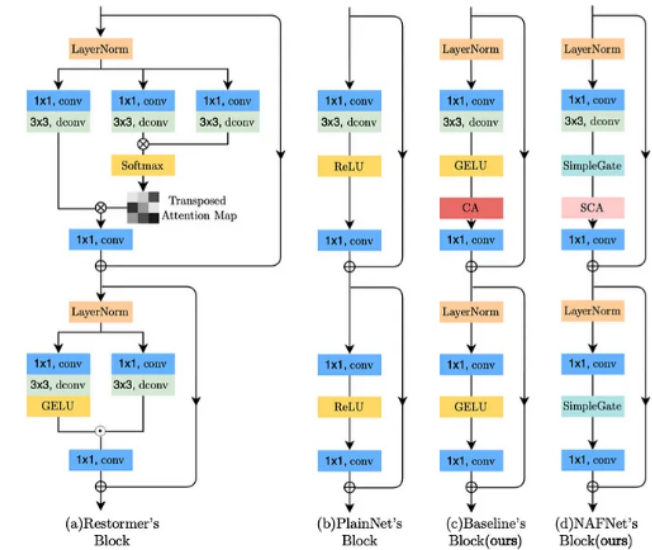 LayerNorm
1x1, conv
3x3, dconv
1x1, conv
3x3, dconv
1x1, conv
3x3, dconv
Softmax
Transposed
Attention Map
1x1, conv
LayerNorm
1x1, conv
3x3, dconv
GELU
1x1, conv
3x3, dconv
1x1, conv
(a)Restormer's
Block
1x1, conv
3x3, dconv
ReLU
1x1, conv
1x1, conv
ReLU
1x1, conv
(b)PlainNet's
Block
LayerNorm
1x1, conv
3x3, dconv
GELU
CA
1x1, conv
LayerNorm
1x1, conv
GELU
1x1, conv
(c)Baseline's
Block(ours)
LayerNorm
1x1, conv
3x3, dconv
SimpleGate
SCA
1x1, conv
LayerNorm
1x1, conv
SimpleGate
1x1, conv
(d)NAFNet's
Block(ours)